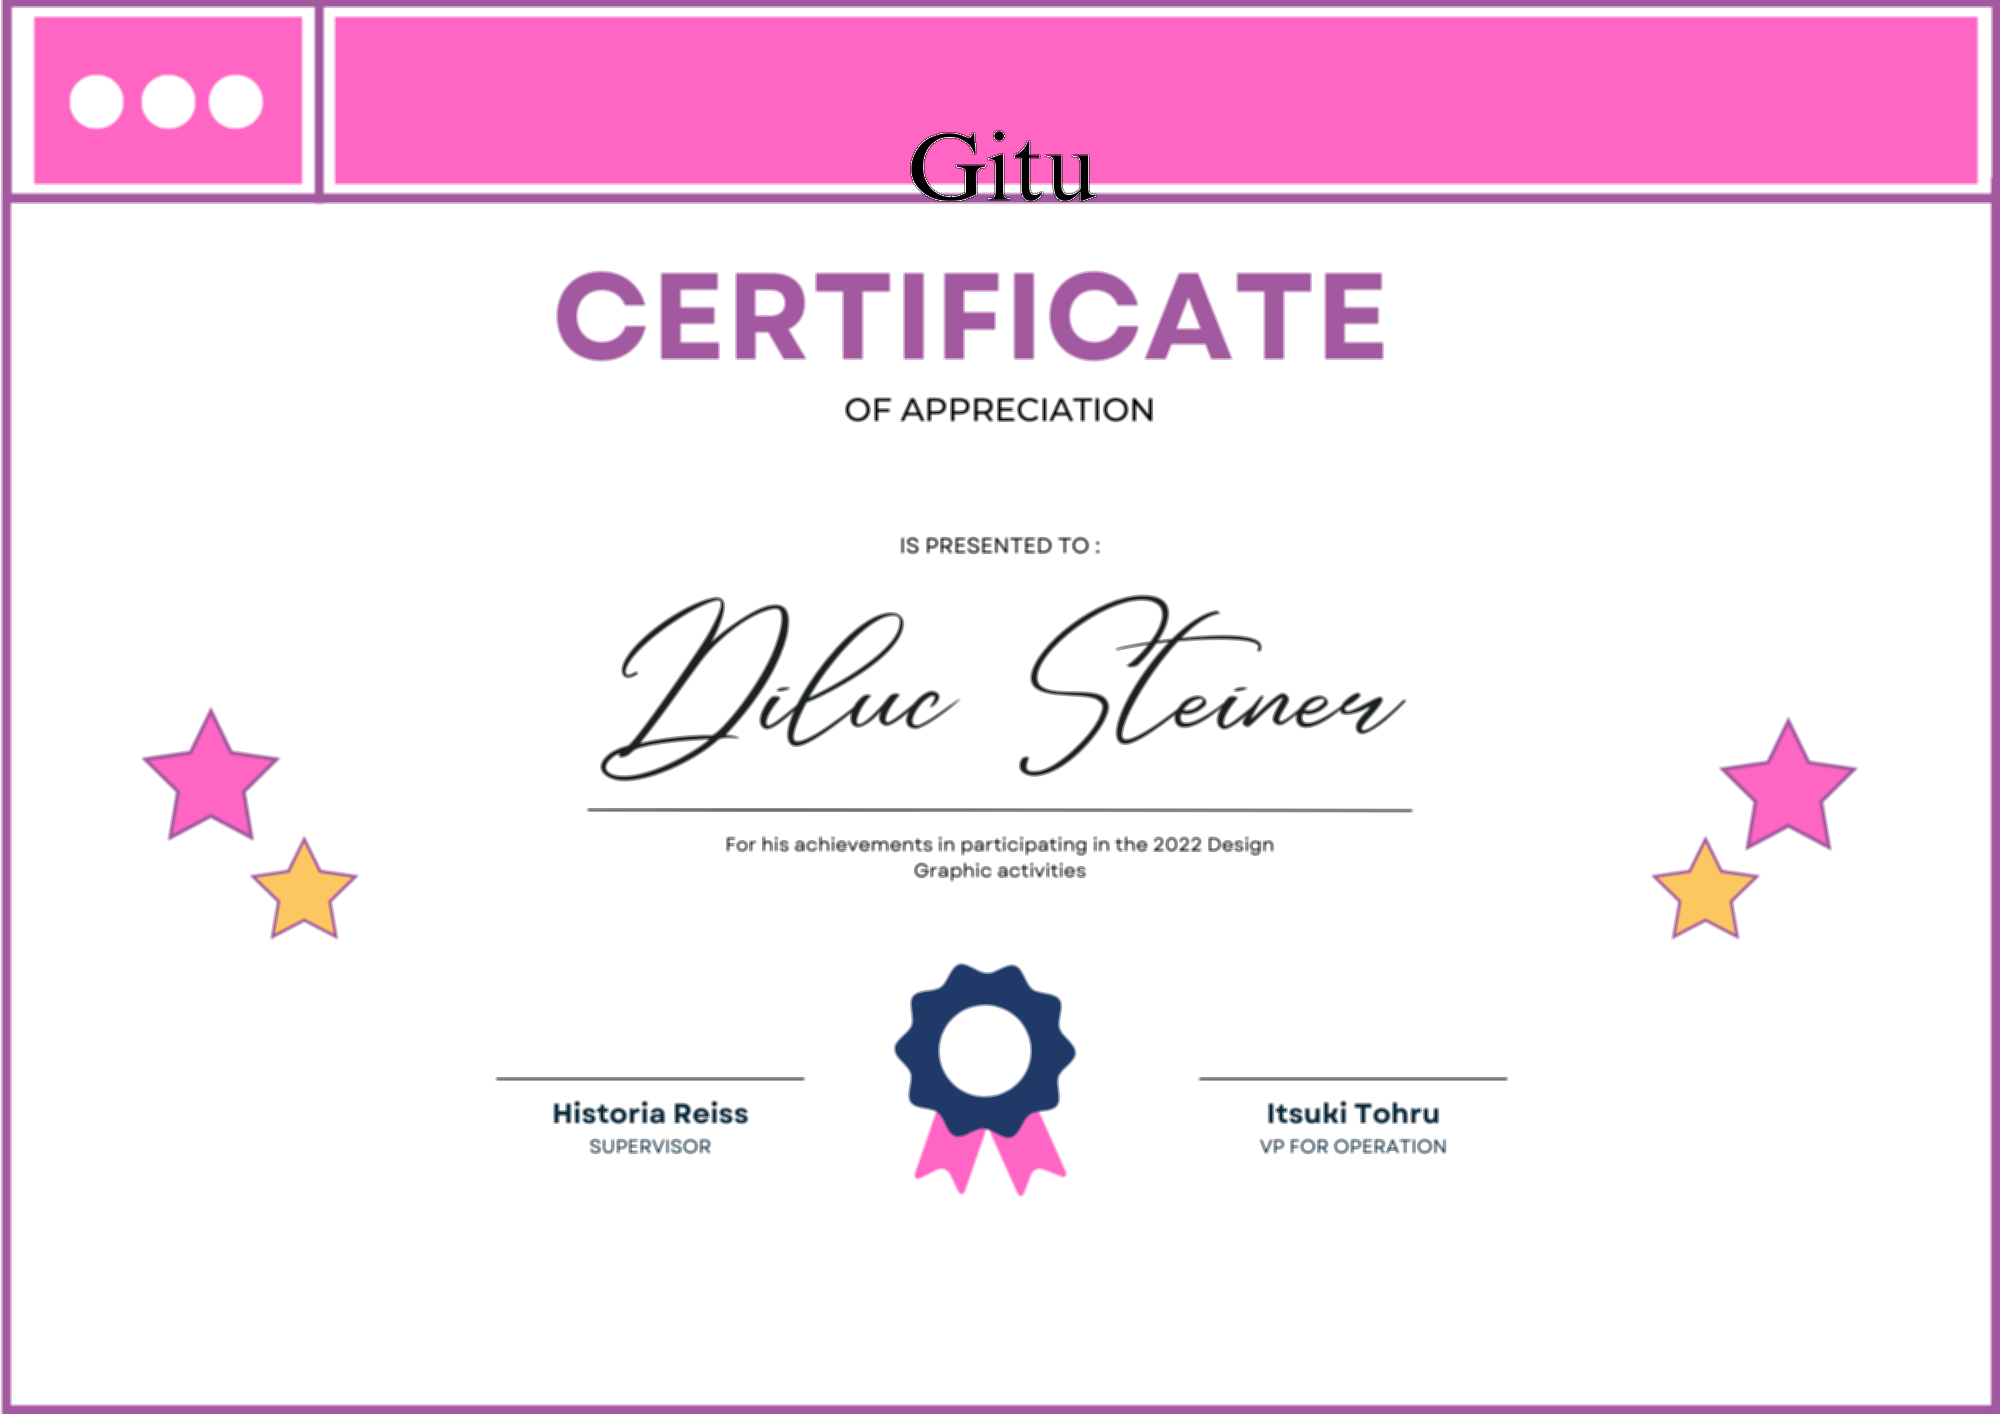 Gitu
CERTIFICATE
OF APPRECIATION
IS PRESENTED TO :
Diluc Steiner
For his achievements in participating in the 2022 Design
Graphic activities
Historia Reiss
SUPERVISOR
Itsuki Tohru
VP FOR OPERATION